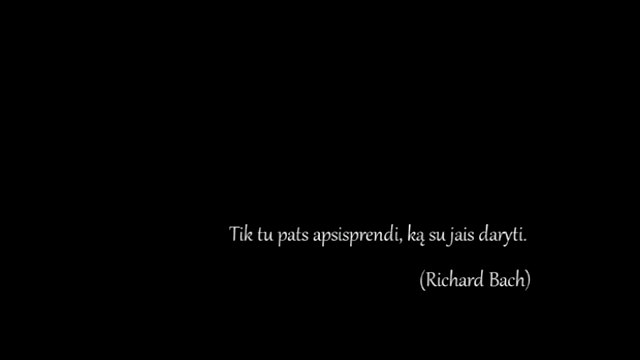 Tik tu pats apsisprendi, ką su jais daryti.
(Richard Bach)